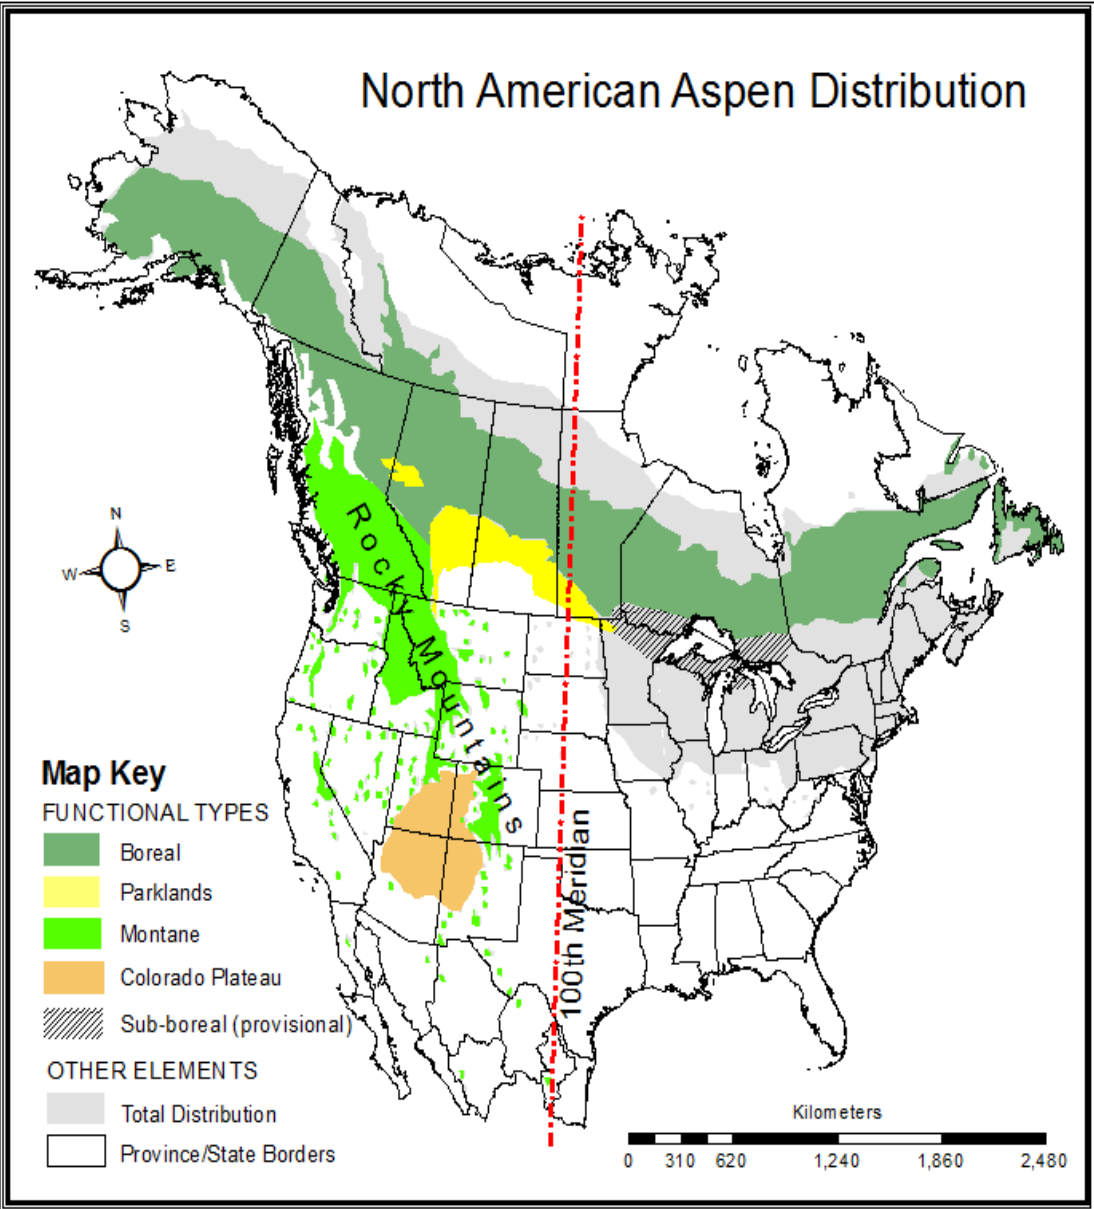 North American Aspen Distribution
N
W
E
S
Rocky Mountains
100th Meridian
Map Key
FUNCTIONAL TYPES
Boreal
Parklands
Montane
Colorado Plateau
Sub-boreal (provisional)
OTHER ELEMENTS
Total Distribution
Province/State Borders
Kilometers
0 310 620 1,240 1,860 2,480